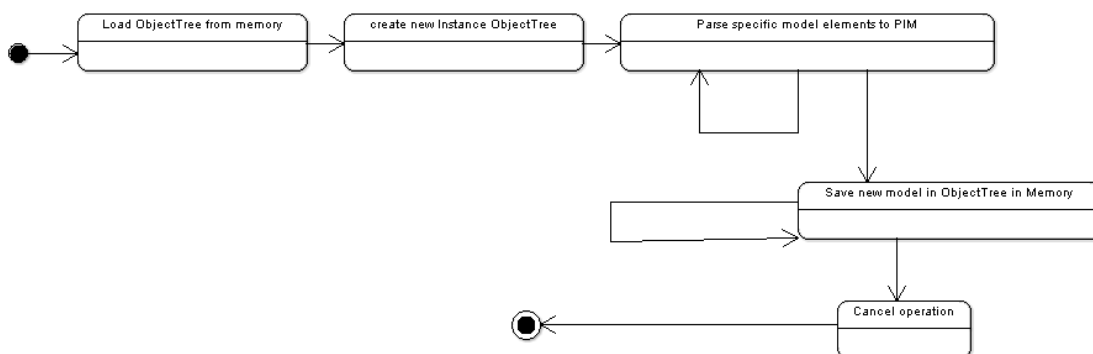 Load ObjectTree from memory
create new Instance ObjectTree
Parse specific model elements to PIM
Save new model in ObjectTree in Memory
Cancel operation